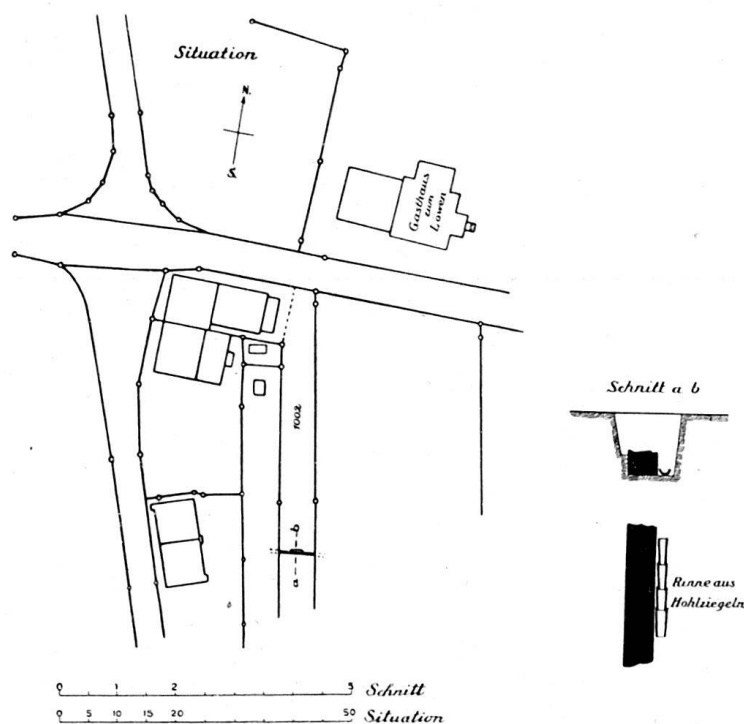 Situation
N.
S.
Gasthaus
zum
Löwen
1002
a
b
Schnitt a b
Rinne aus
Hohlziegeln
0 1 2 5 Schnitt
0 5 10 15 20 50 Situation